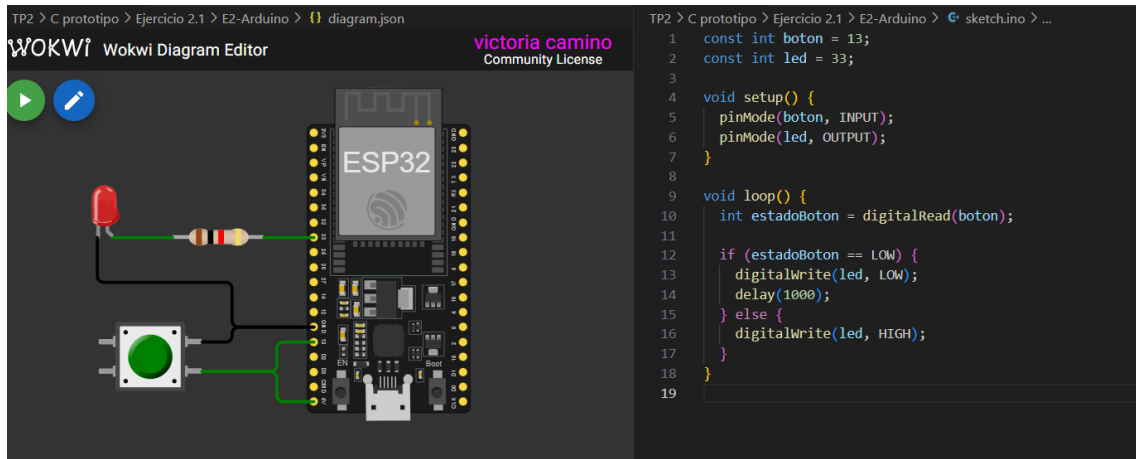 TP2 > C prototipo > Ejercicio 2.1 > E2-Arduino > {} diagram.json
WOKWi Wokwi Diagram Editor
victoria camino
Community License
ESP32
EN
Boot
TP2 > C prototipo > Ejercicio 2.1 > E2-Arduino > sketch.ino > ...
1 const int boton = 13;
2 const int led = 33;
3
4 void setup() {
5 pinMode(boton, INPUT);
6 pinMode(led, OUTPUT);
7 }
8
9 void loop() {
10 int estadoBoton = digitalRead(boton);
11
12 if (estadoBoton == LOW) {
13 digitalWrite(led, LOW);
14 delay(1000);
15 } else {
16 digitalWrite(led, HIGH);
17 }
18 }
19